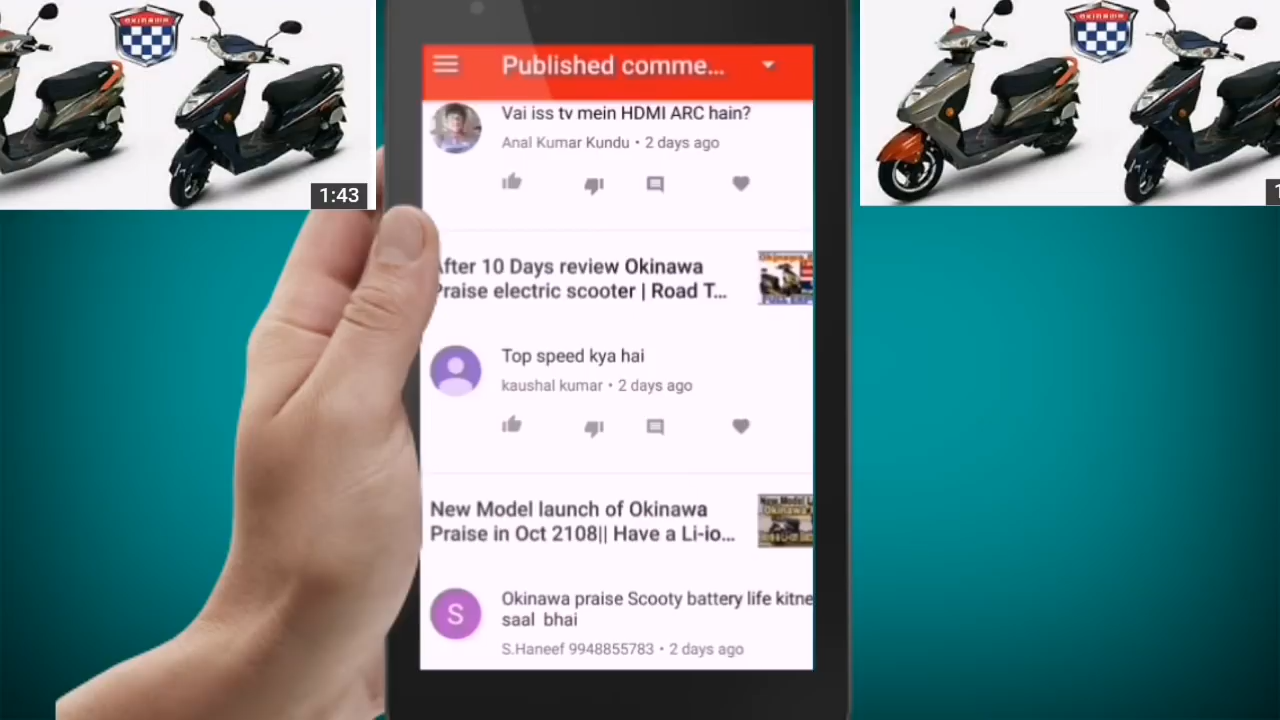 OKINAWA
1:43
OKINAWA
Published comme...
Vai iss tv mein HDMI ARC hain?
Anal Kumar Kundu • 2 days ago
After 10 Days review Okinawa
Praise electric scooter | Road T...
Top speed kya hai
kaushal kumar • 2 days ago
New Model launch of Okinawa
Praise in Oct 2108|| Have a Li-io...
S
Okinawa praise Scooty battery life kitne
saal bhai
S.Haneef 9948855783 • 2 days ago